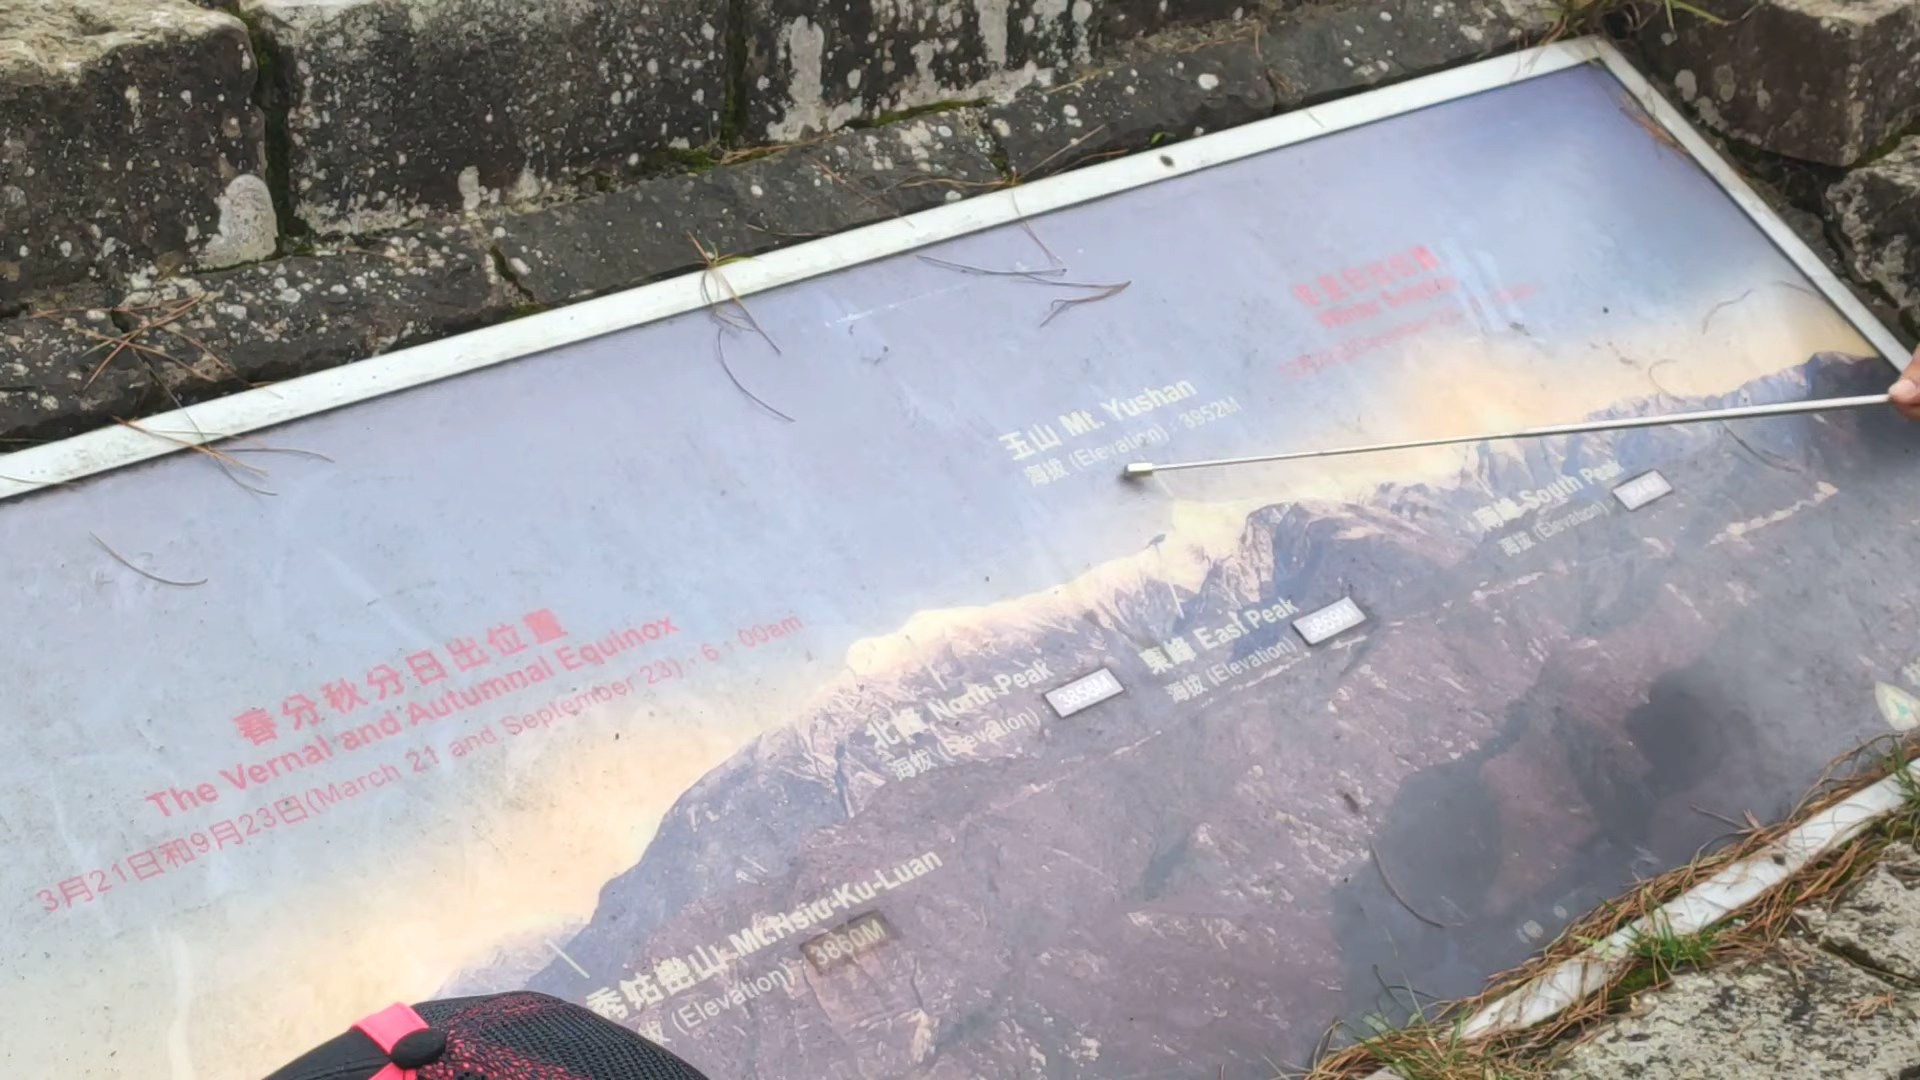 玉山 Mt. Yushan
海拔 (Elevation)：3952M
春分秋分日出位置
The Vernal and Autumnal Equinox
3月21日和9月23日(March 21 and September 23)，6：00am
南峰 South Peak
海拔 (Elevation)
東峰 East Peak
海拔 (Elevation) 3869M
北峰 North Peak
海拔 (Elevation) 3858M
秀姑巒山 Mt.Hsiu-Ku-Luan
拔 (Elevation)：3860M